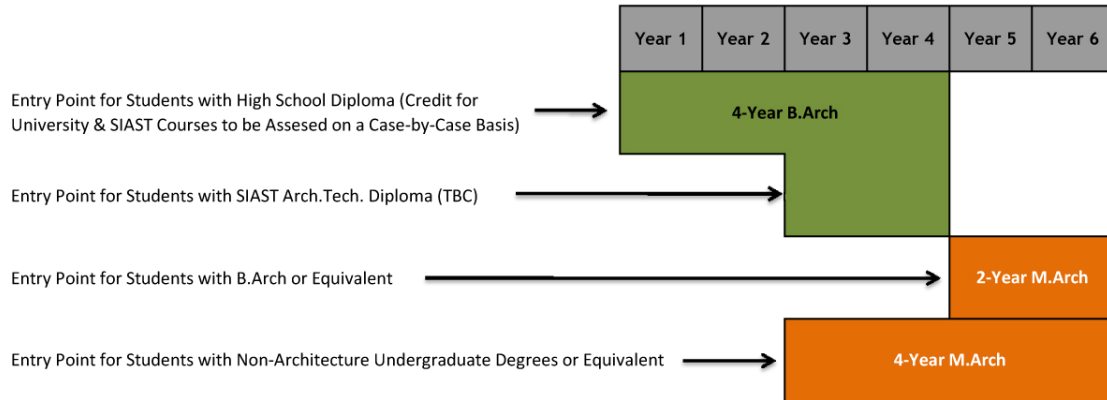 Year 1 Year 2 Year 3 Year 4 Year 5 Year 6
Entry Point for Students with High School Diploma (Credit for
University & SIAST Courses to be Assesed on a Case-by-Case Basis)
4-Year B.Arch
Entry Point for Students with SIAST Arch.Tech. Diploma (TBC)
Entry Point for Students with B.Arch or Equivalent
2-Year M.Arch
Entry Point for Students with Non-Architecture Undergraduate Degrees or Equivalent
4-Year M.Arch